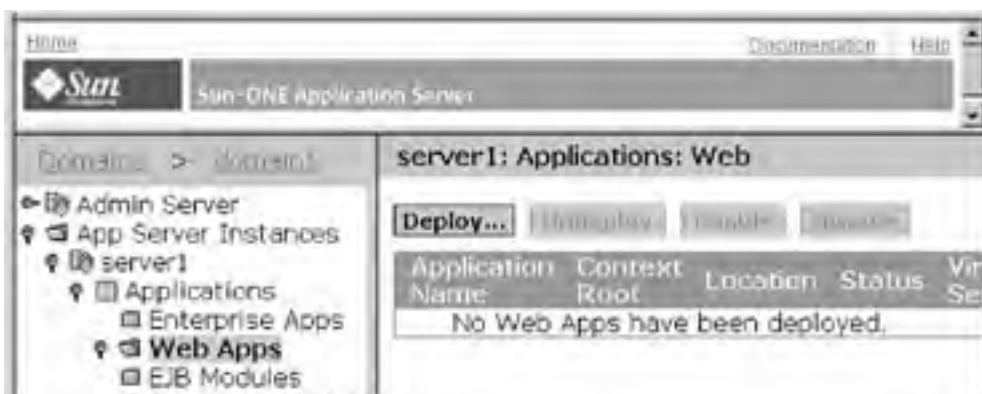 Home
Documentation Help
Sun
Sun-ONE Application Server
Domains > domain1
Admin Server
App Server Instances
server1
Applications
Enterprise Apps
Web Apps
EJB Modules
server1: Applications: Web
Deploy... Undeploy
Application Name Context Root Location Status
No Web Apps have been deployed.